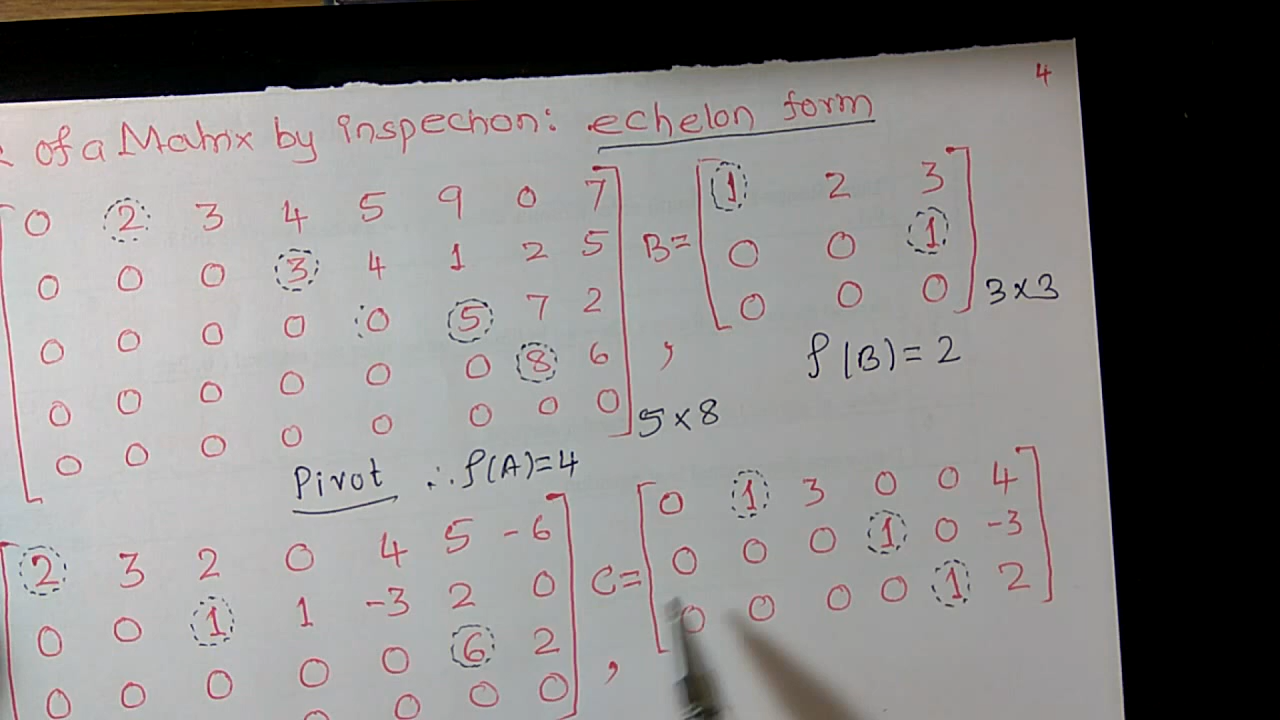 4
of a Matrix by inspection: echelon form
0 2 3 4 5 9 0 7
0 0 0 3 4 1 2 5
0 0 0 0 0 5 7 2
0 0 0 0 0 0 8 6
0 0 0 0 0 0 0 0
5×8
,
B=
1 2 3
0 0 1
0 0 0
3×3
ρ(B)=2
Pivot ∴ρ(A)=4
2 3 2 0 4 5 -6
0 0 1 1 -3 2 0
0 0 0 0 0 6 2
0 0 0 0 0 0 0
,
C=
0 1 3 0 0 4
0 0 0 1 0 -3
0 0 0 0 1 2